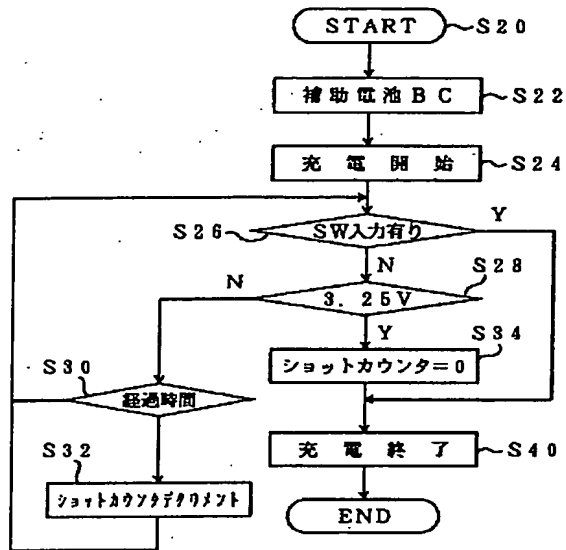 START
S20
補助電池BC
S22
充電開始
S24
Y
SW入力有り
S26
N
S28
N
3.25V
Y
S34
S30
ショットカウンタ=0
経過時間
S32
充電終了
S40
ショットカウンタデクリメント
END